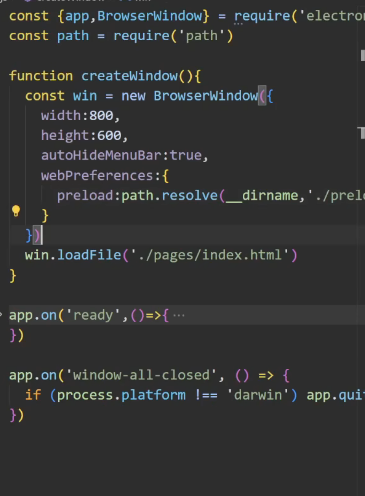 const {app,BrowserWindow} = require('electron
const path = require('path')
function createWindow(){
const win = new BrowserWindow({
width:800,
height:600,
autoHideMenuBar:true,
webPreferences:{
preload:path.resolve(__dirname,'./prel
}
})
win.loadFile('./pages/index.html')
}
app.on('ready',()=>{ ···
})
app.on('window-all-closed', () => {
if (process.platform !== 'darwin') app.quit
})